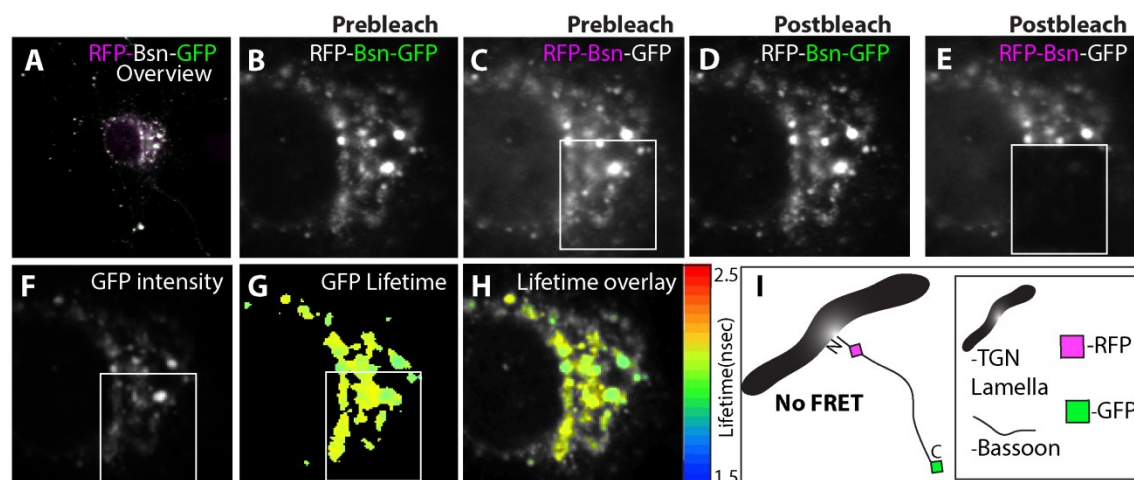 Prebleach
Prebleach
Postbleach
Postbleach
A
RFP-Bsn-GFP
Overview
B
RFP-Bsn-GFP
C
RFP-Bsn-GFP
D
RFP-Bsn-GFP
E
RFP-Bsn-GFP
F
GFP intensity
G
GFP Lifetime
H
Lifetime overlay
2.5
Lifetime(nsec)
1.5
I
N
No FRET
C
-TGN
Lamella
-Bassoon
-RFP
-GFP